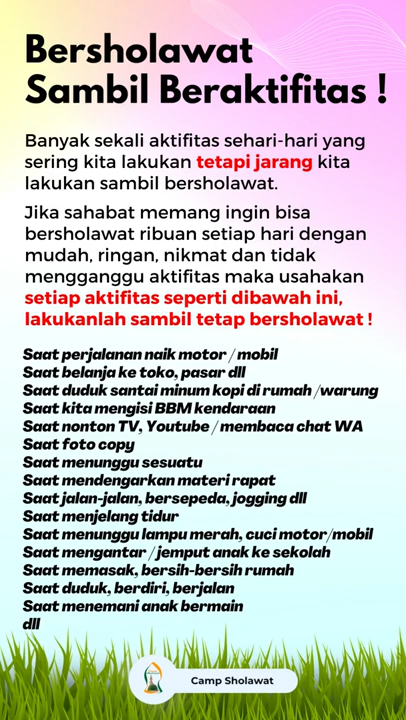 Bersholawat
Sambil Beraktifitas !
Banyak sekali aktifitas sehari-hari yang
sering kita lakukan tetapi jarang kita
lakukan sambil bersholawat.
Jika sahabat memang ingin bisa
bersholawat ribuan setiap hari dengan
mudah, ringan, nikmat dan tidak
mengganggu aktifitas maka usahakan
setiap aktifitas seperti dibawah ini,
lakukanlah sambil tetap bersholawat !
Saat perjalanan naik motor / mobil
Saat belanja ke toko, pasar dll
Saat duduk santai minum kopi di rumah /warung
Saat kita mengisi BBM kendaraan
Saat nonton TV, Youtube / membaca chat WA
Saat foto copy
Saat menunggu sesuatu
Saat mendengarkan materi rapat
Saat jalan-jalan, bersepeda, jogging dll
Saat menjelang tidur
Saat menunggu lampu merah, cuci motor/mobil
Saat mengantar / jemput anak ke sekolah
Saat memasak, bersih-bersih rumah
Saat duduk, berdiri, berjalan
Saat menemani anak bermain
dll
Camp Sholawat